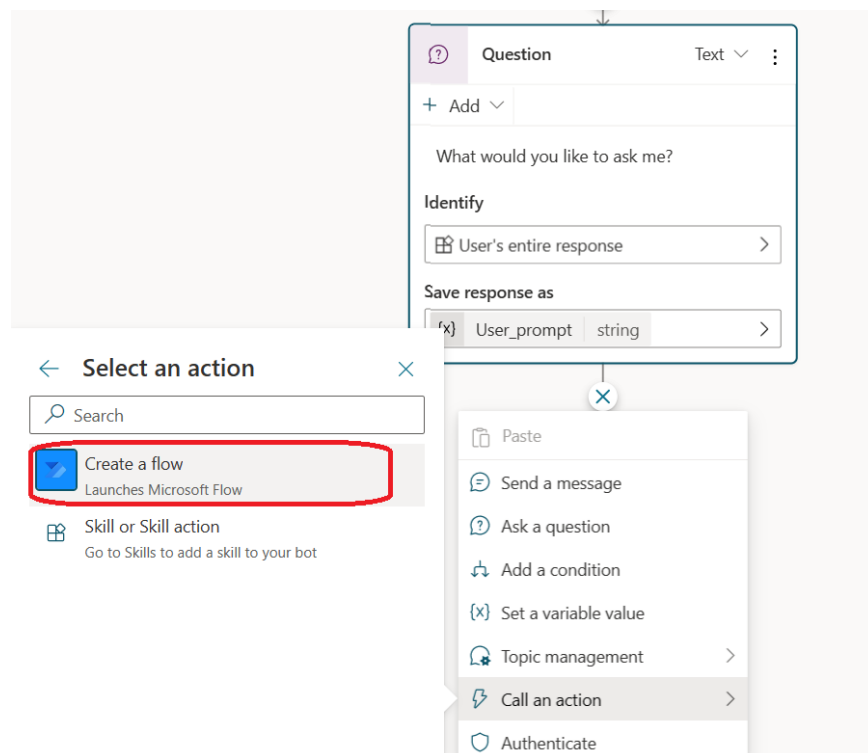 Question
Text
+ Add
What would you like to ask me?
Identify
User's entire response
Save response as
{x} User_prompt string
Select an action
Search
Create a flow
Launches Microsoft Flow
Skill or Skill action
Go to Skills to add a skill to your bot
Paste
Send a message
Ask a question
Add a condition
{x} Set a variable value
Topic management
Call an action
Authenticate